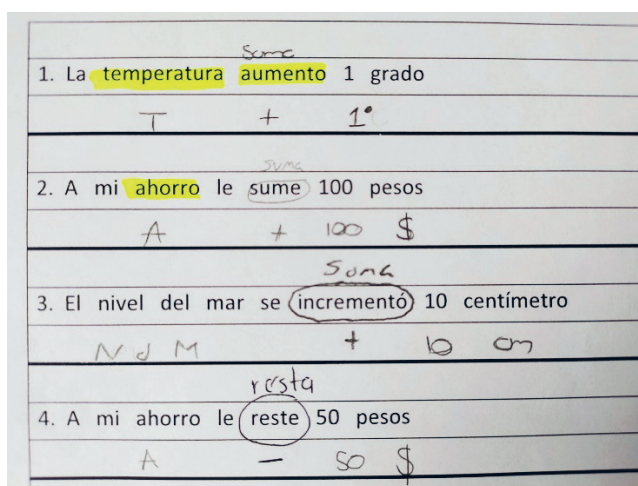 Suma
1. La temperatura aumento 1 grado
T + 1°
suma
2. A mi ahorro le sume 100 pesos
A + 100 $
Suma
3. El nivel del mar se incrementó 10 centímetro
N d M + 10 cm
resta
4. A mi ahorro le reste 50 pesos
A - 50 $